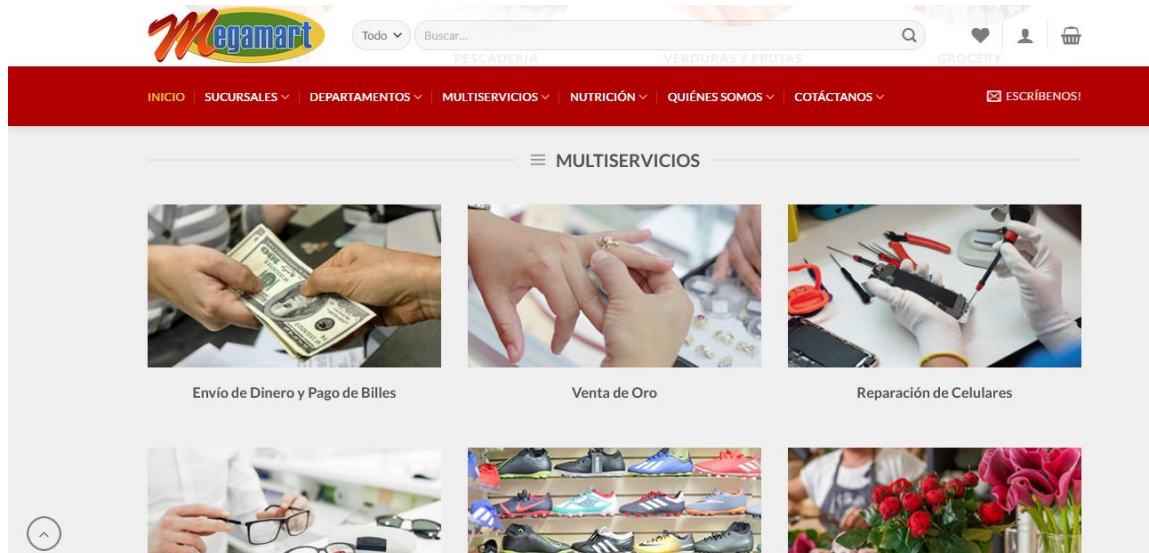 Megamart
Todo
Buscar...
PESCADERÍA
VERDURAS Y FRUTAS
GROCERY
INICIO
SUCURSALES
DEPARTAMENTOS
MULTISERVICIOS
NUTRICIÓN
QUIÉNES SOMOS
COTÁCTANOS
ESCRÍBENOS!
MULTISERVICIOS
Envío de Dinero y Pago de Billes
Venta de Oro
Reparación de Celulares